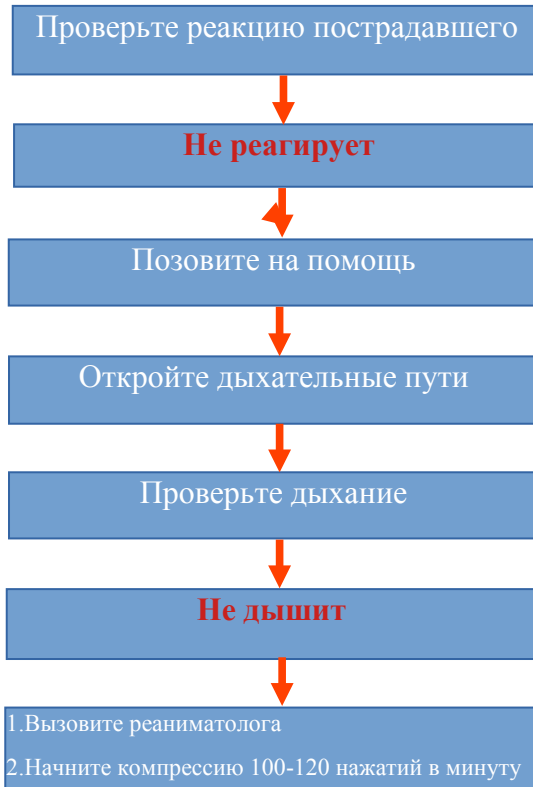 Проверьте реакцию пострадавшего
Не реагирует
Позовите на помощь
Откройте дыхательные пути
Проверьте дыхание
Не дышит
1.Вызовите реаниматолога
2.Начните компрессию 100-120 нажатий в минуту